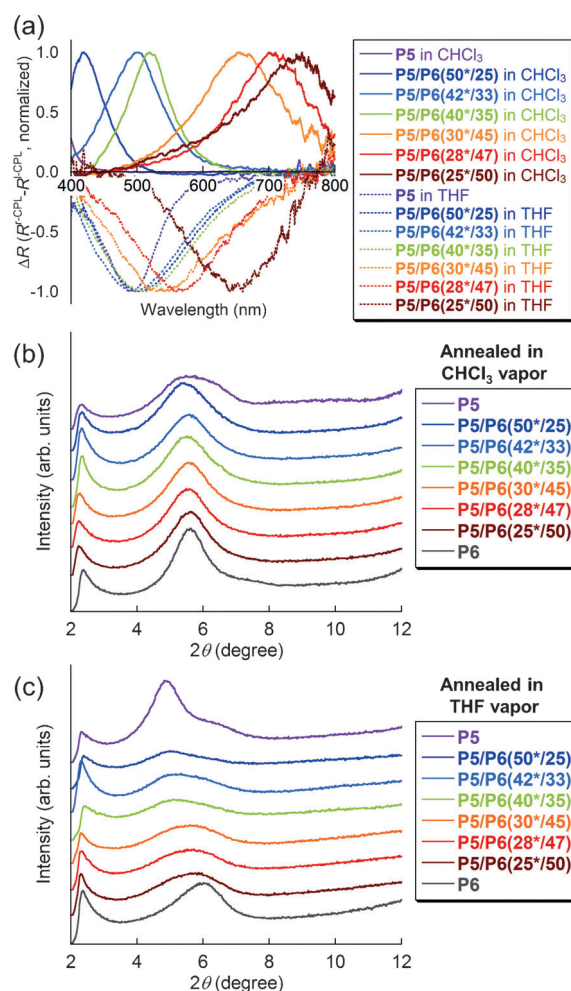 (a)
1.0
0.5
0.0
-0.5
-1.0
ΔR (Rʳ⁻ᶜᴾᴸ-Rˡ⁻ᶜᴾᴸ, normalized)
400 500 600 700 800
Wavelength (nm)
P5 in CHCl₃
P5/P6(50*/25) in CHCl₃
P5/P6(42*/33) in CHCl₃
P5/P6(40*/35) in CHCl₃
P5/P6(30*/45) in CHCl₃
P5/P6(28*/47) in CHCl₃
P5/P6(25*/50) in CHCl₃
P5 in THF
P5/P6(50*/25) in THF
P5/P6(42*/33) in THF
P5/P6(40*/35) in THF
P5/P6(30*/45) in THF
P5/P6(28*/47) in THF
P5/P6(25*/50) in THF
(b)
Intensity (arb. units)
2 4 6 8 10 12
2θ (degree)
Annealed in
CHCl₃ vapor
P5
P5/P6(50*/25)
P5/P6(42*/33)
P5/P6(40*/35)
P5/P6(30*/45)
P5/P6(28*/47)
P5/P6(25*/50)
P6
(c)
Intensity (arb. units)
2 4 6 8 10 12
2θ (degree)
Annealed in
THF vapor
P5
P5/P6(50*/25)
P5/P6(42*/33)
P5/P6(40*/35)
P5/P6(30*/45)
P5/P6(28*/47)
P5/P6(25*/50)
P6